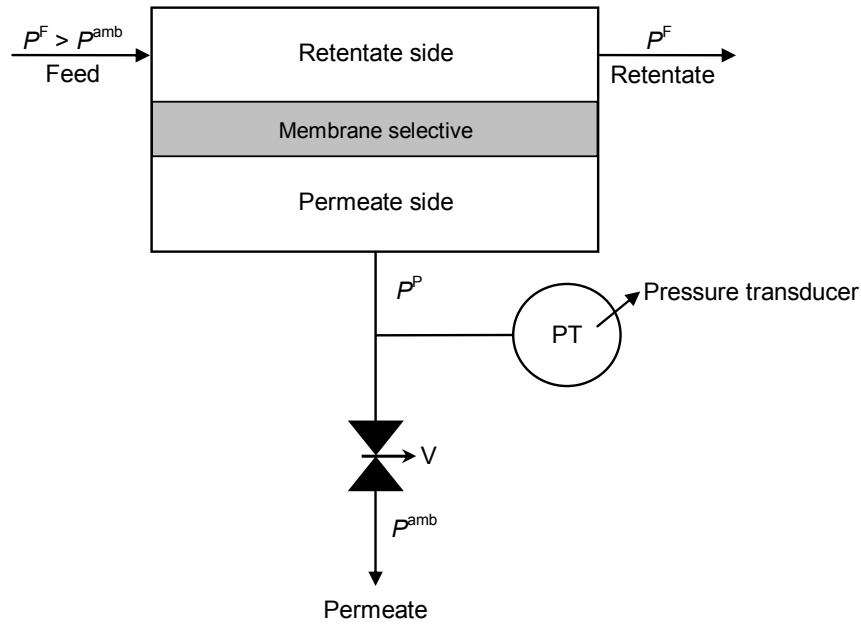 P^F > P^amb
Feed
Retentate side
P^F
Retentate
Membrane selective
Permeate side
P^P
Pressure transducer
PT
V
P^amb
Permeate